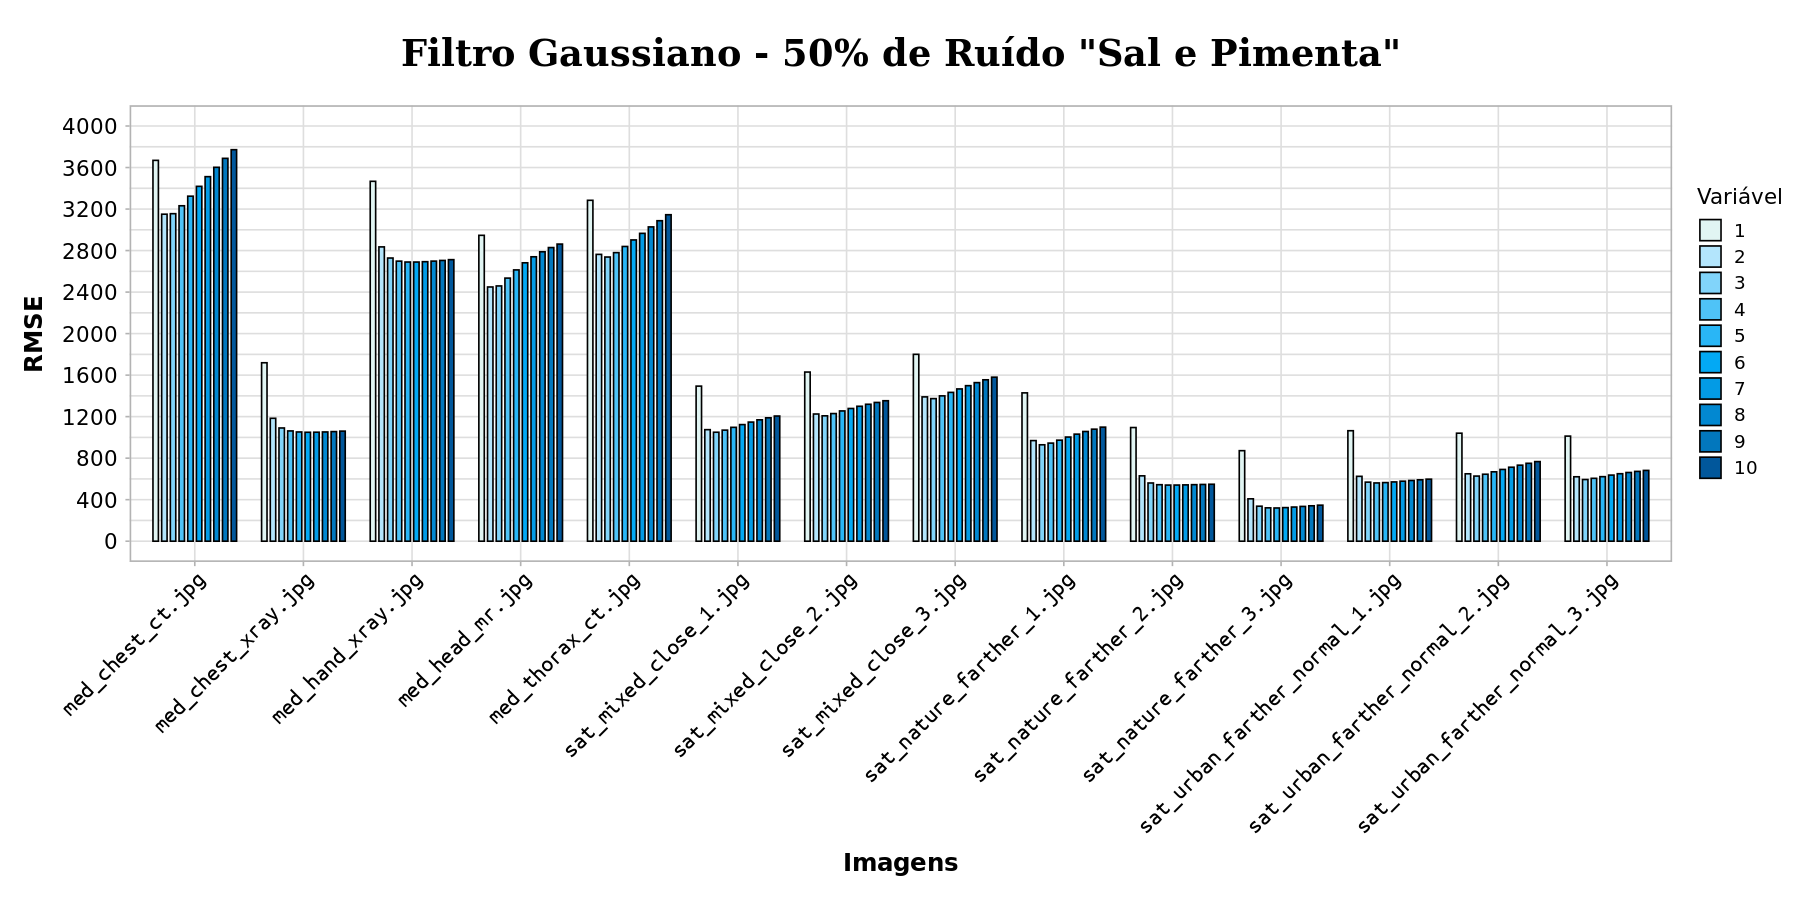 Filtro Gaussiano - 50% de Ruído "Sal e Pimenta"
RMSE
4000
3600
3200
2800
2400
2000
1600
1200
800
400
0
med_chest_ct.jpg
med_chest_xray.jpg
med_hand_xray.jpg
med_head_mr.jpg
med_thorax_ct.jpg
sat_mixed_close_1.jpg
sat_mixed_close_2.jpg
sat_mixed_close_3.jpg
sat_nature_farther_1.jpg
sat_nature_farther_2.jpg
sat_nature_farther_3.jpg
sat_urban_farther_normal_1.jpg
sat_urban_farther_normal_2.jpg
sat_urban_farther_normal_3.jpg
Imagens
Variável
1
2
3
4
5
6
7
8
9
10